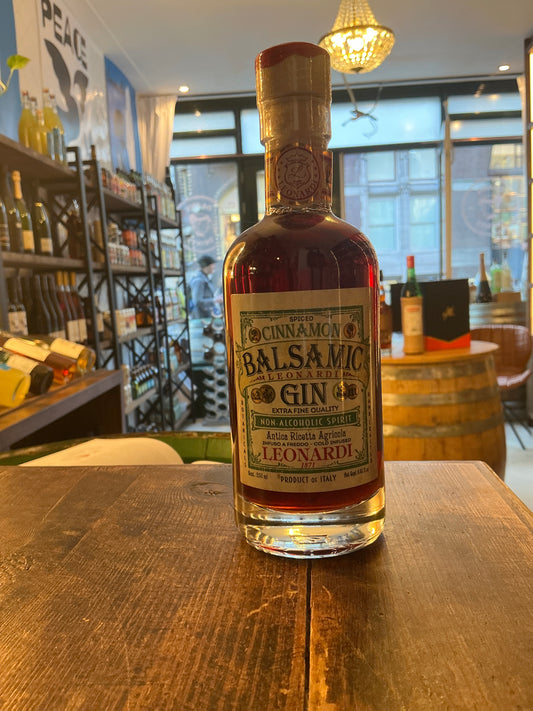 PEACE
LEONARDI
SPICED
CINNAMON
BALSAMIC
LEONARDI
GIN
EXTRA FINE QUALITY
NON-ALCOHOLIC SPIRIT
Antica Ricetta Agricola
INFUSO A FREDDO - COLD INFUSED
LEONARDI
1871
PRODUCT OF ITALY